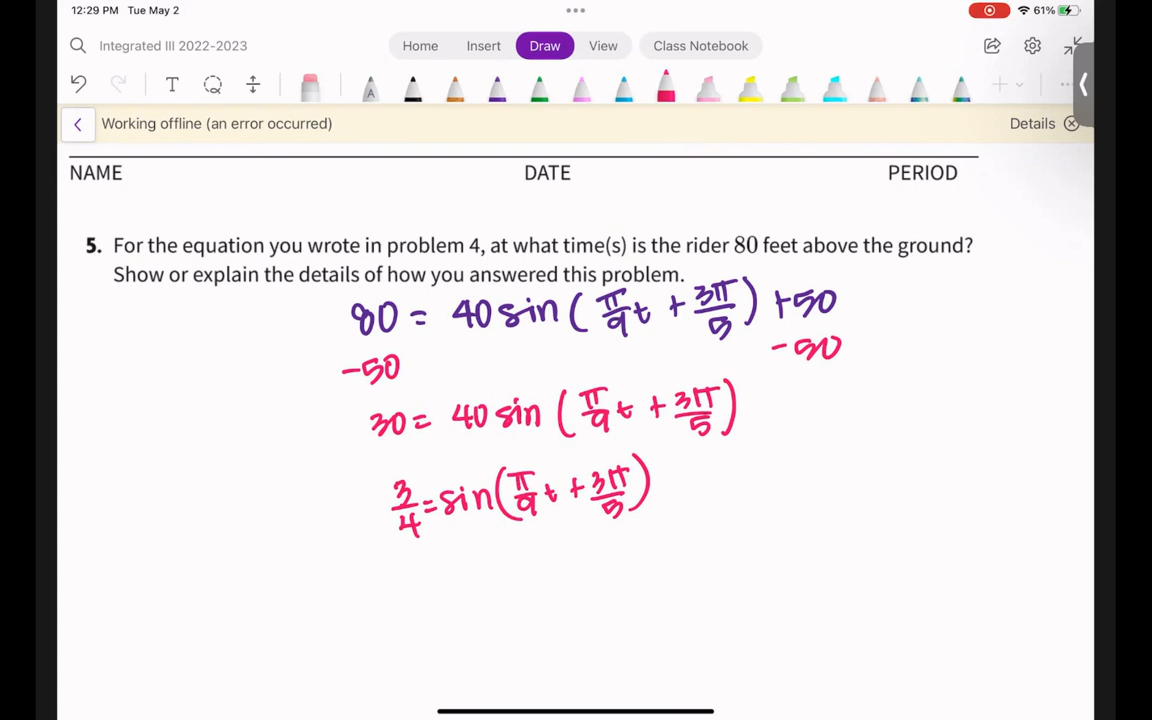 12:29 PM Tue May 2
61%
Integrated III 2022-2023
Home Insert Draw View Class Notebook
T A
Working offline (an error occurred) Details
NAME DATE PERIOD
5. For the equation you wrote in problem 4, at what time(s) is the rider 80 feet above the ground?
Show or explain the details of how you answered this problem.
80 = 40 sin(π/9 t + 3π/5) +50
-50 -50
30 = 40 sin (π/9 t + 3π/5)
3/4 = sin(π/9 t + 3π/5)